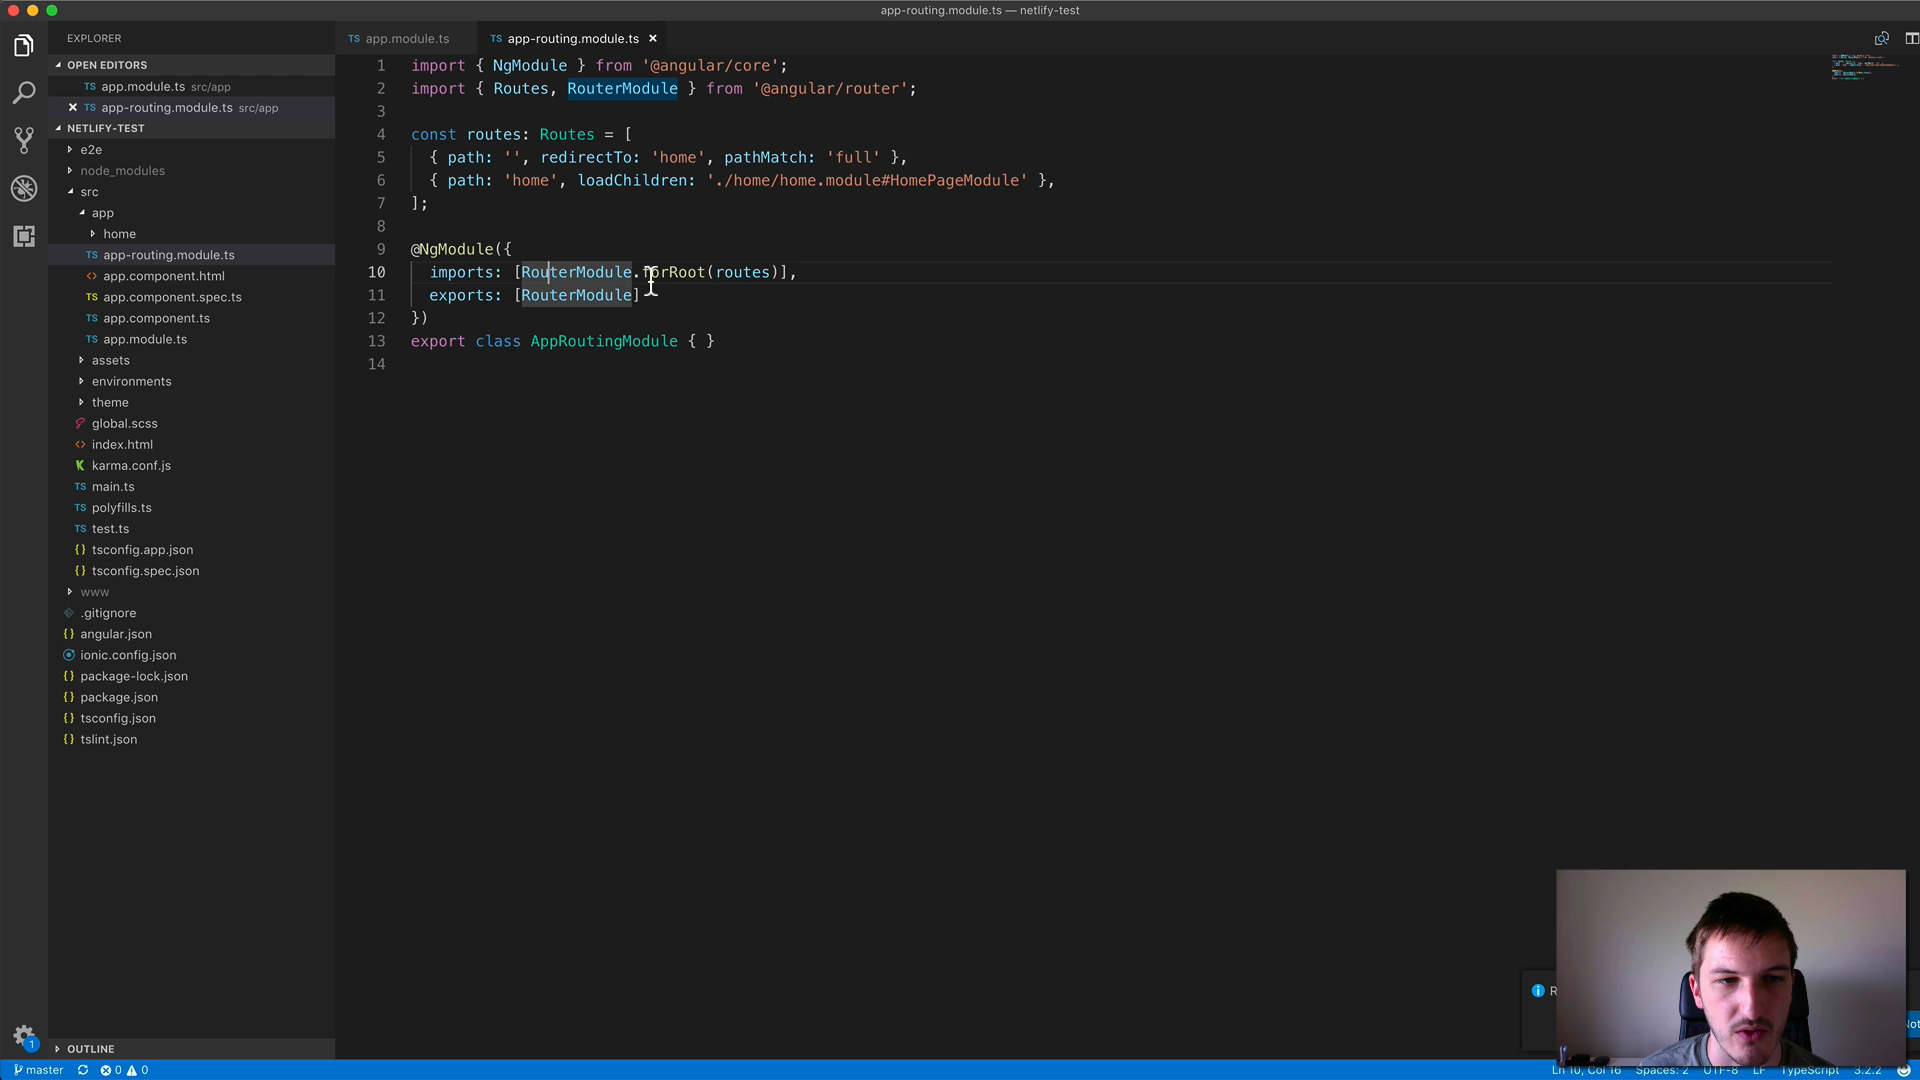 app-routing.module.ts — netlify-test
EXPLORER
OPEN EDITORS
TS app.module.ts src/app
TS app-routing.module.ts src/app
NETLIFY-TEST
e2e
node_modules
src
app
home
TS app-routing.module.ts
<> app.component.html
TS app.component.spec.ts
TS app.component.ts
TS app.module.ts
assets
environments
theme
global.scss
<> index.html
K karma.conf.js
TS main.ts
TS polyfills.ts
TS test.ts
{} tsconfig.app.json
{} tsconfig.spec.json
www
.gitignore
{} angular.json
ionic.config.json
{} package-lock.json
{} package.json
{} tsconfig.json
{} tslint.json
OUTLINE
TS app.module.ts
TS app-routing.module.ts
1 import { NgModule } from '@angular/core';
2 import { Routes, RouterModule } from '@angular/router';
3
4 const routes: Routes = [
5 { path: '', redirectTo: 'home', pathMatch: 'full' },
6 { path: 'home', loadChildren: './home/home.module#HomePageModule' },
7 ];
8
9 @NgModule({
10 imports: [RouterModule.forRoot(routes)],
11 exports: [RouterModule]
12 })
13 export class AppRoutingModule { }
14
1
master
0 0
Ln 10, Col 16
Spaces: 2
UTF-8
LF
TypeScript
3.2.2